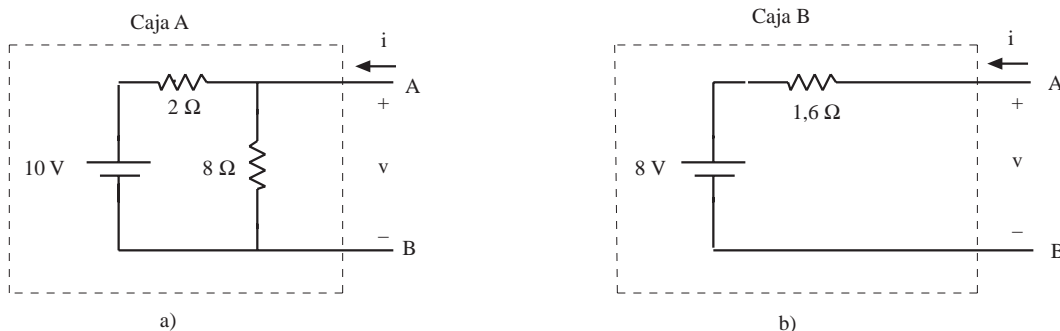 Caja A
i
A
2 Ω
+
10 V
8 Ω
v
–
B
a)
Caja B
i
A
1,6 Ω
+
8 V
v
–
B
b)